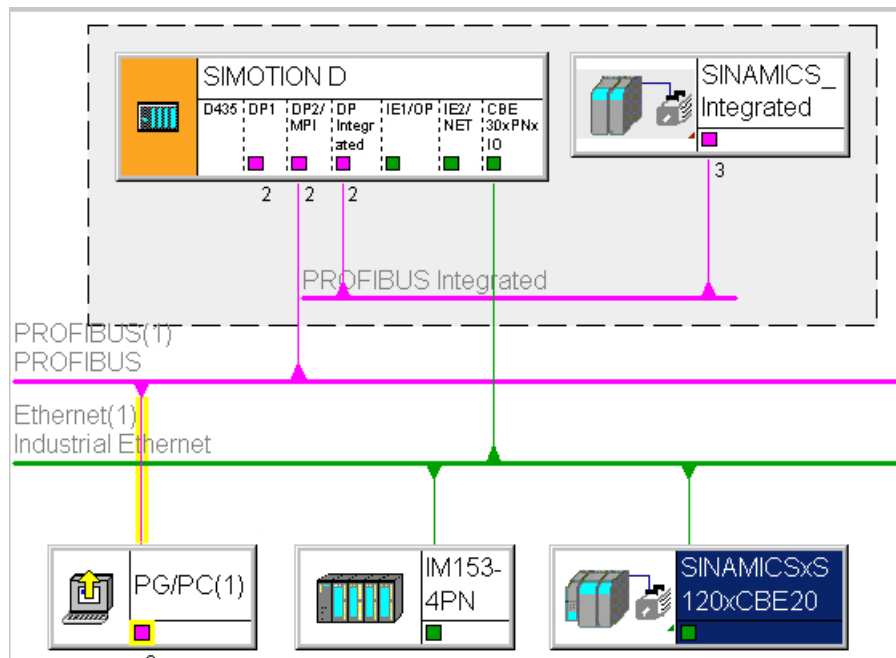 SIMOTION D
D435 DP1 DP2/ DP IE1/OP IE2/ CBE
MPI Integr NET 30xPNx
ated IO
2 2 2
SINAMICS_
Integrated
3
PROFIBUS Integrated
PROFIBUS(1)
PROFIBUS
Ethernet(1)
Industrial Ethernet
PG/PC(1)
IM153-
4PN
SINAMICSxS
120xCBE20